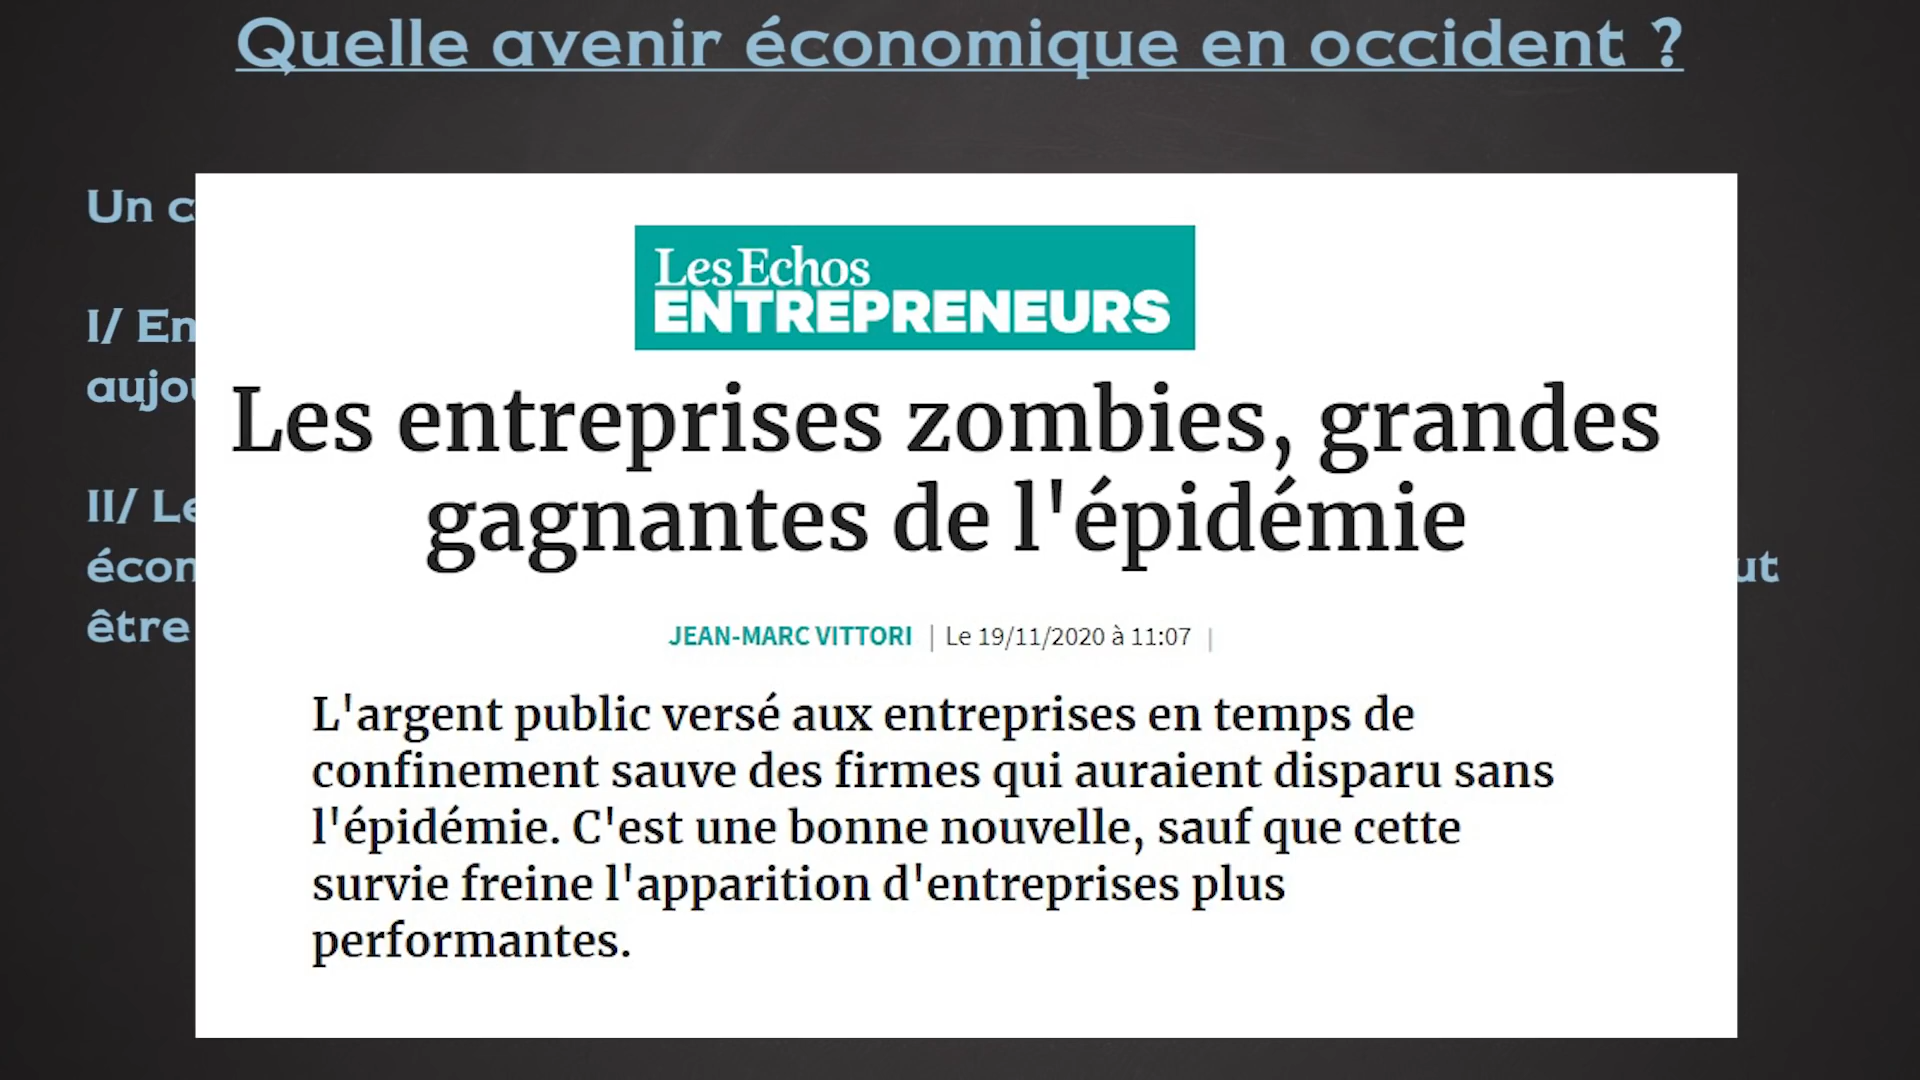 Quelle avenir économique en occident ?
Un c
I/ En
aujou
II/ Le
écon
ut
être
Les Echos
ENTREPRENEURS
Les entreprises zombies, grandes
gagnantes de l'épidémie
JEAN-MARC VITTORI | Le 19/11/2020 à 11:07 |
L'argent public versé aux entreprises en temps de
confinement sauve des firmes qui auraient disparu sans
l'épidémie. C'est une bonne nouvelle, sauf que cette
survie freine l'apparition d'entreprises plus
performantes.